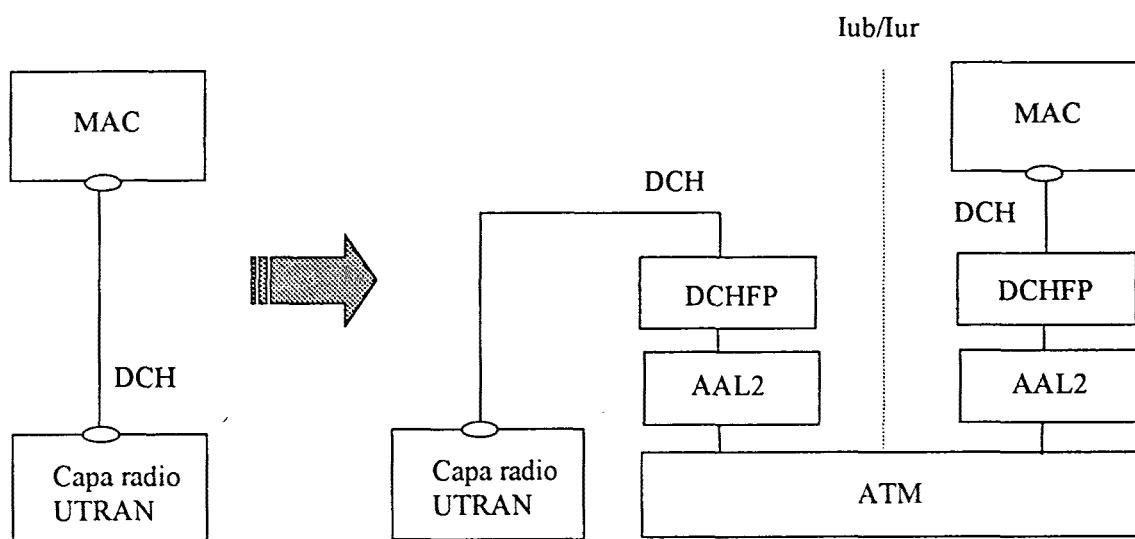 Iub/Iur
MAC
MAC
DCH
DCH
DCHFP
DCHFP
DCH
AAL2
AAL2
Capa radio
UTRAN
Capa radio
UTRAN
ATM